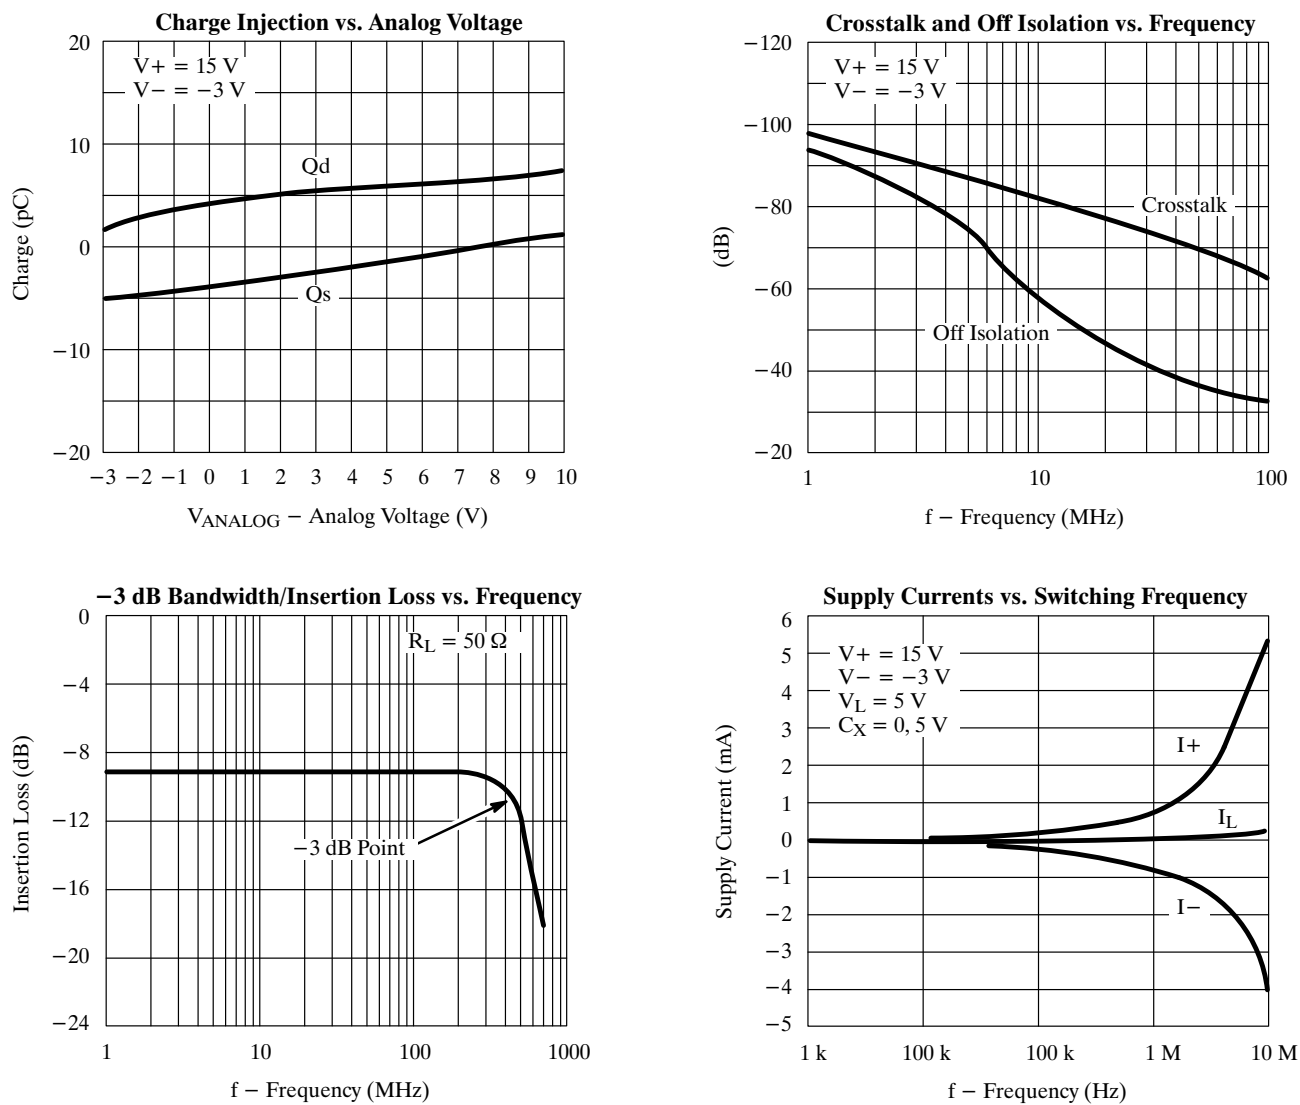 Charge Injection vs. Analog Voltage
20
10
0
−10
−20
V+ = 15 V
V− = −3 V
Qd
Qs
Charge (pC)
−3 −2 −1 0 1 2 3 4 5 6 7 8 9 10
VANALOG − Analog Voltage (V)
Crosstalk and Off Isolation vs. Frequency
−120
−100
−80
−60
−40
−20
V+ = 15 V
V− = −3 V
Crosstalk
Off Isolation
(dB)
1 10 100
f − Frequency (MHz)
−3 dB Bandwidth/Insertion Loss vs. Frequency
0
−4
−8
−12
−16
−20
−24
RL = 50 Ω
−3 dB Point
Insertion Loss (dB)
1 10 100 1000
f − Frequency (MHz)
Supply Currents vs. Switching Frequency
6
5
4
3
2
1
0
−1
−2
−3
−4
−5
V+ = 15 V
V− = −3 V
VL = 5 V
CX = 0, 5 V
I+
IL
I−
Supply Current (mA)
1 k 100 k 100 k 1 M 10 M
f − Frequency (Hz)